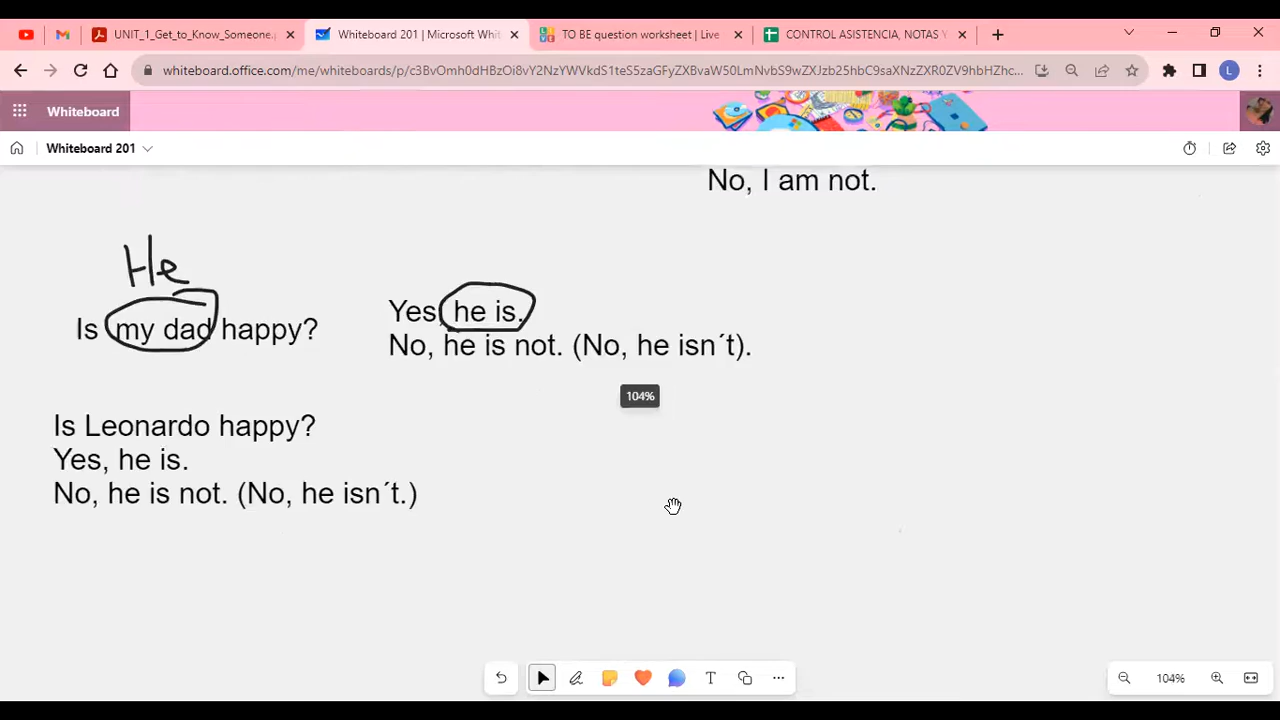 UNIT_1_Get_to_Know_Someone.p
Whiteboard 201 | Microsoft Whit
TO BE question worksheet | Live
CONTROL ASISTENCIA, NOTAS Y
whiteboard.office.com/me/whiteboards/p/c3BvOmh0dHBzOi8vY2NzYWVkdS1teS5zaGFyZXBvaW50LmNvbS9wZXJzb25hbC9saXNzZXR0ZV9hbHZhc...
L
Whiteboard
Whiteboard 201
No, I am not.
He
Is my dad happy?
Yes, he is.
No, he is not. (No, he isn´t).
104%
Is Leonardo happy?
Yes, he is.
No, he is not. (No, he isn´t.)
T
104%